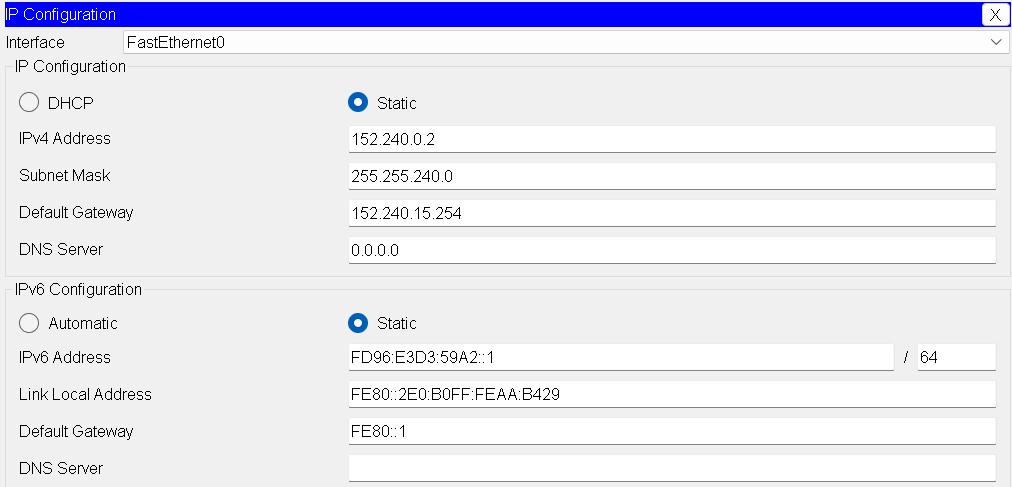 IP Configuration X
Interface FastEthernet0
IP Configuration
DHCP Static
IPv4 Address 152.240.0.2
Subnet Mask 255.255.240.0
Default Gateway 152.240.15.254
DNS Server 0.0.0.0
IPv6 Configuration
Automatic Static
IPv6 Address FD96:E3D3:59A2::1 / 64
Link Local Address FE80::2E0:B0FF:FEAA:B429
Default Gateway FE80::1
DNS Server